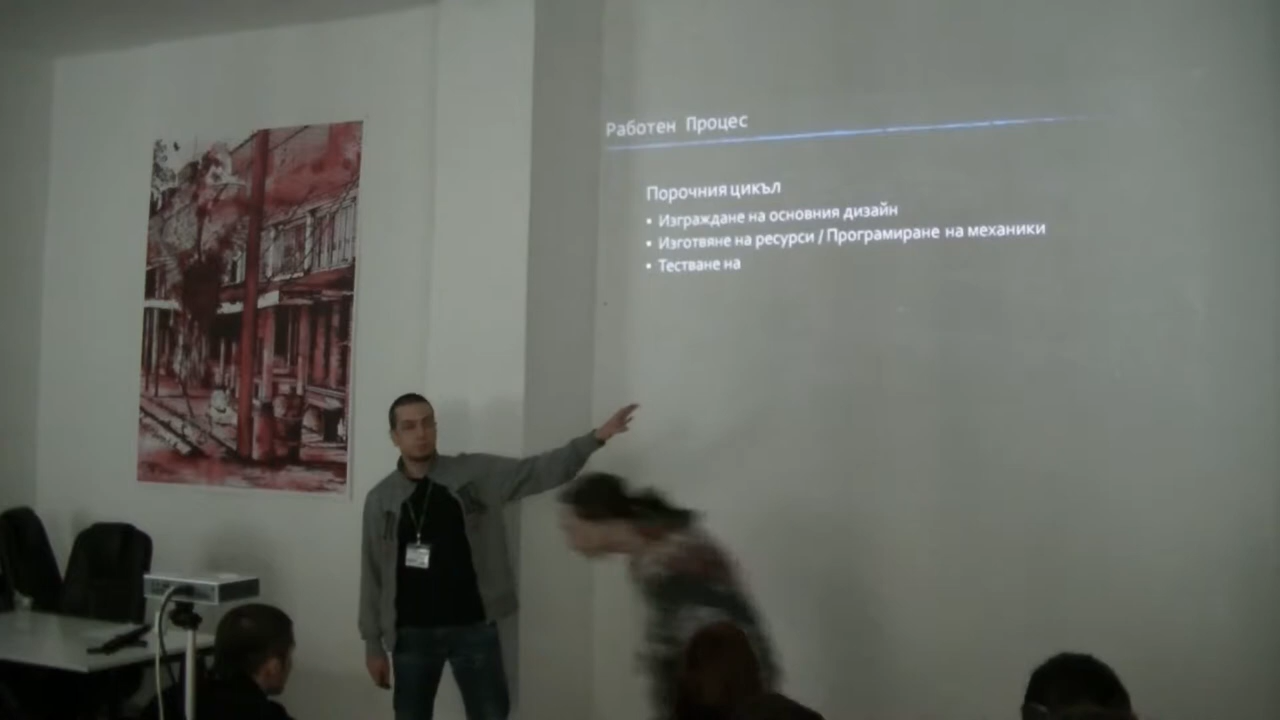 Работен Процес
Порочния цикъл
• Изграждане на основния дизайн
• Изготвяне на ресурси / Програмиране на механики
• Тестване на